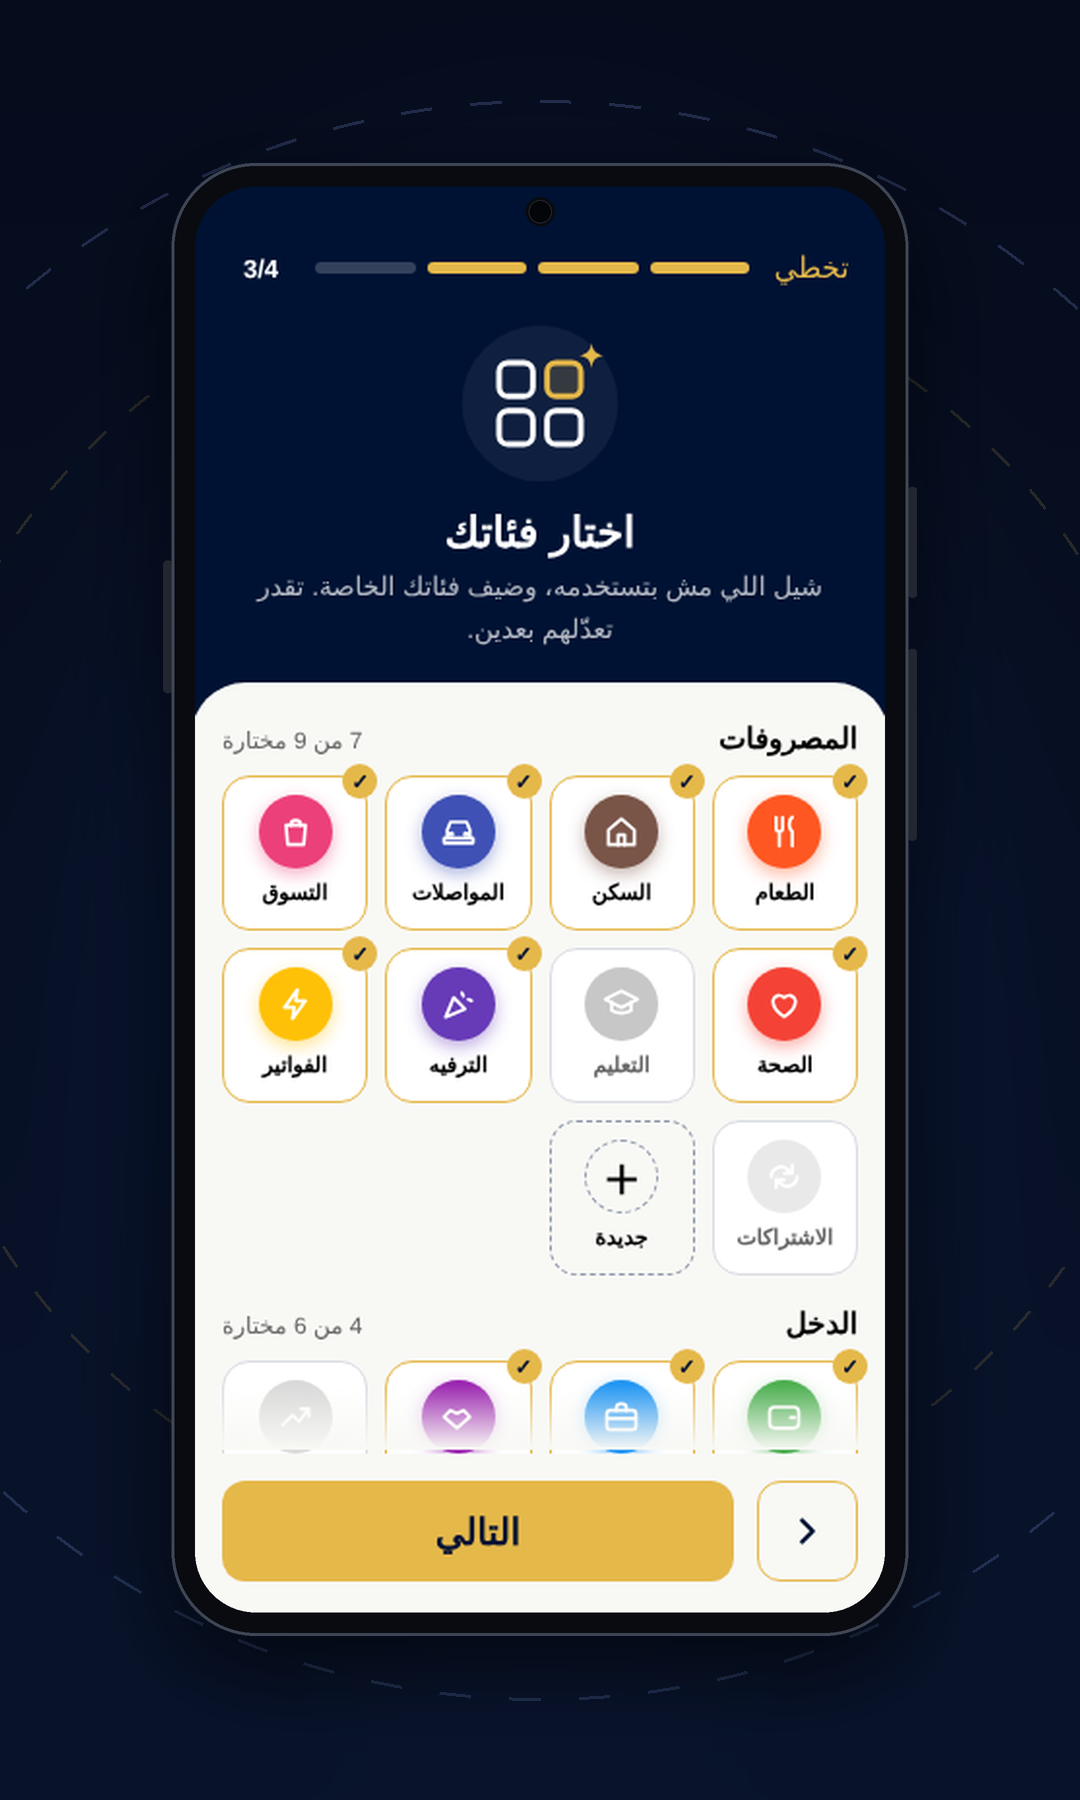 تخطي
3/4
اختار فئاتك
شيل اللي مش بتستخدمه، وضيف فئاتك الخاصة. تقدر
تعدّلهم بعدين.
المصروفات
7 من 9 مختارة
الطعام
السكن
المواصلات
التسوق
الصحة
التعليم
الترفيه
الفواتير
الاشتراكات
جديدة
الدخل
4 من 6 مختارة
التالي